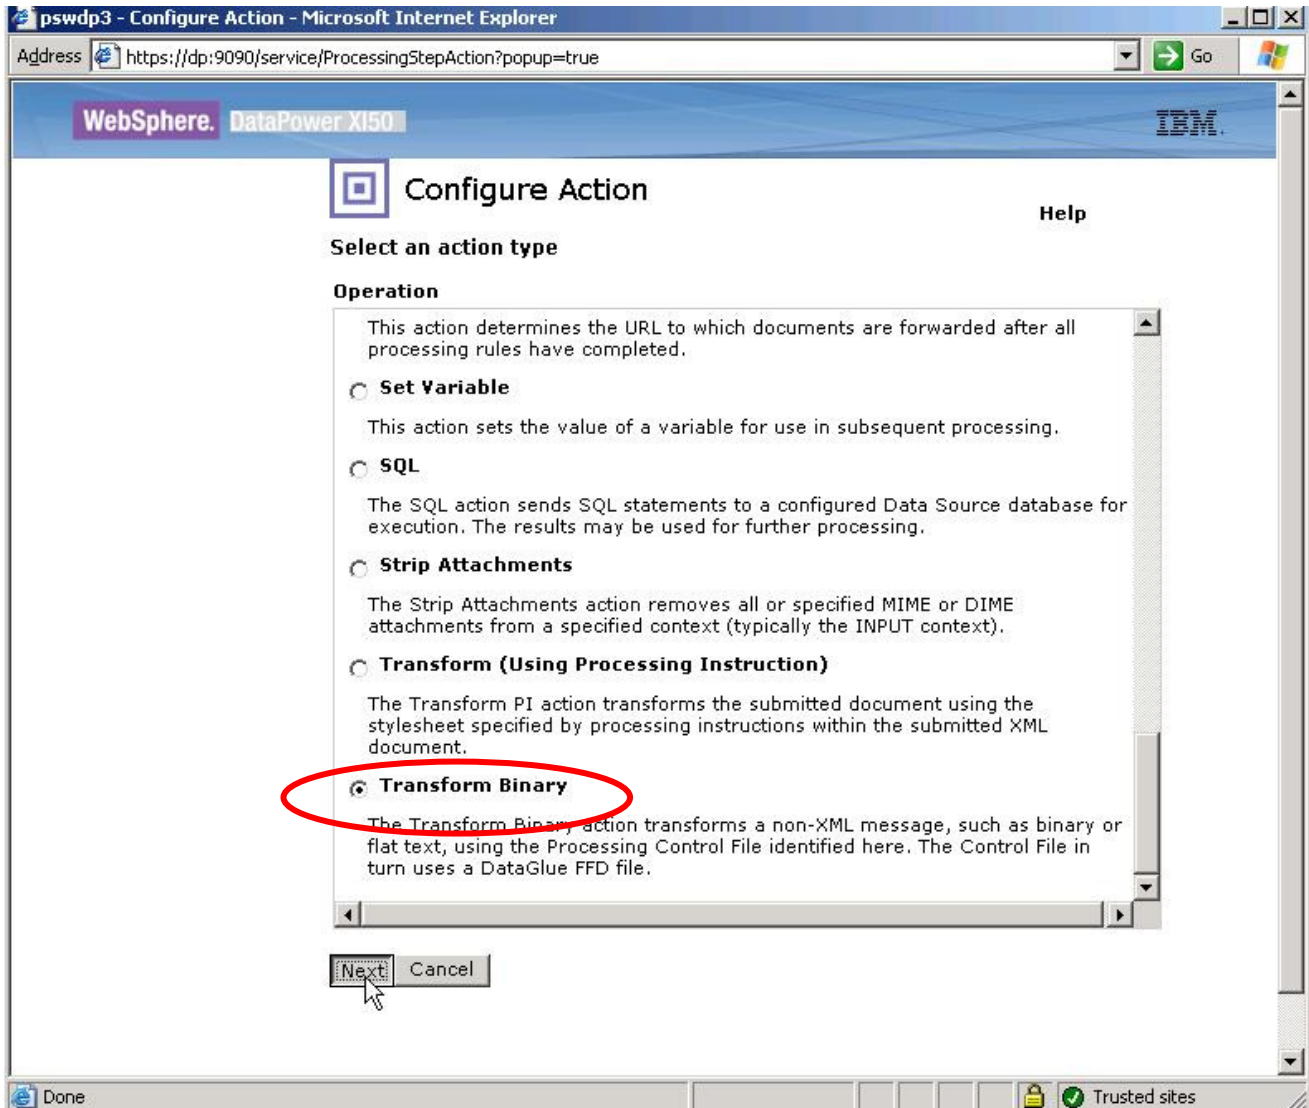 pswdp3 - Configure Action - Microsoft Internet Explorer
Address https://dp:9090/service/ProcessingStepAction?popup=true Go
WebSphere. DataPower XI50 IBM.
Configure Action
Help
Select an action type
Operation
This action determines the URL to which documents are forwarded after all
processing rules have completed.
Set Variable
This action sets the value of a variable for use in subsequent processing.
SQL
The SQL action sends SQL statements to a configured Data Source database for
execution. The results may be used for further processing.
Strip Attachments
The Strip Attachments action removes all or specified MIME or DIME
attachments from a specified context (typically the INPUT context).
Transform (Using Processing Instruction)
The Transform PI action transforms the submitted document using the
stylesheet specified by processing instructions within the submitted XML
document.
Transform Binary
The Transform Binary action transforms a non-XML message, such as binary or
flat text, using the Processing Control File identified here. The Control File in
turn uses a DataGlue FFD file.
Next Cancel
Done Trusted sites